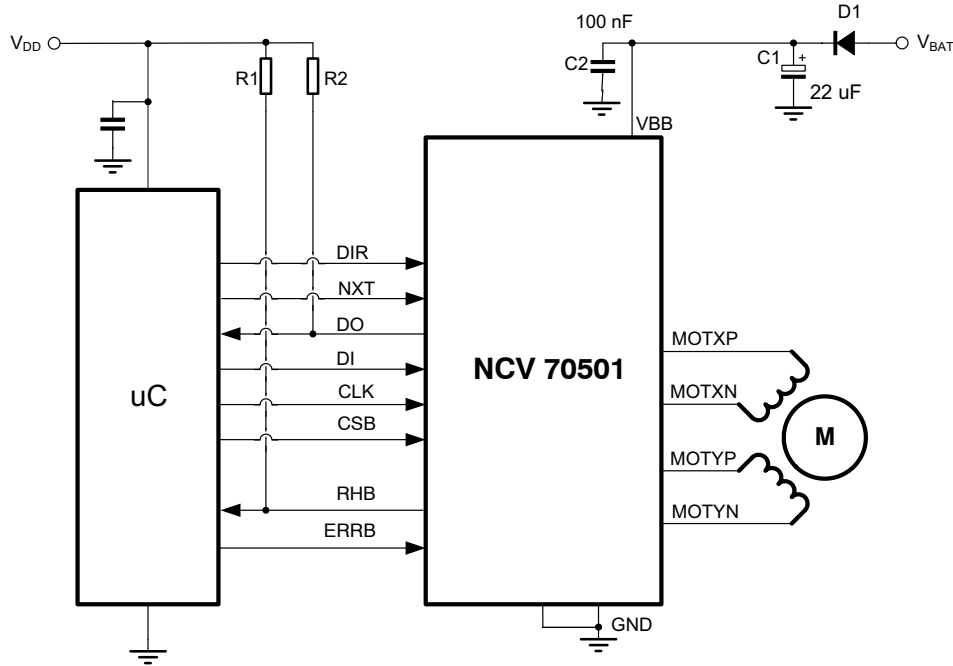 100 nF
D1
VDD
C2
C1
+
VBAT
R1
R2
22 uF
VBB
DIR
NXT
DO
DI
CLK
CSB
RHB
ERRB
uC
NCV 70501
MOTXP
MOTXN
M
MOTYP
MOTYN
GND